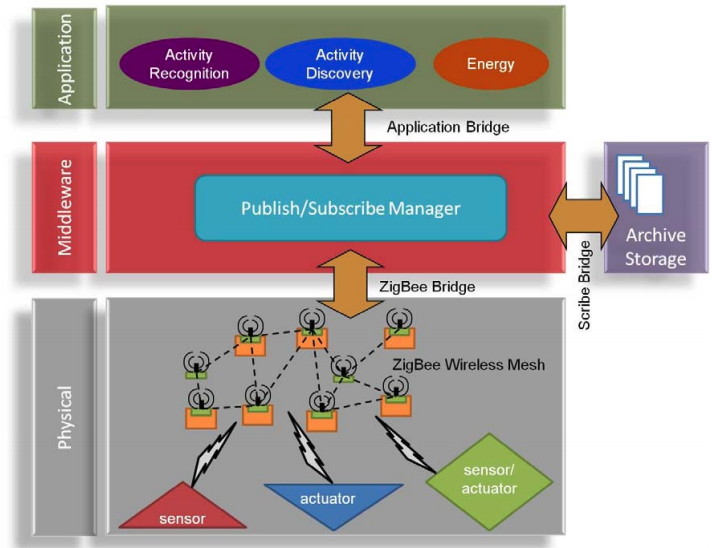 Application
Activity
Recognition
Activity
Discovery
Energy
Application Bridge
Middleware
Publish/Subscribe Manager
Archive
Storage
Scribe Bridge
ZigBee Bridge
Physical
ZigBee Wireless Mesh
sensor
actuator
sensor/
actuator